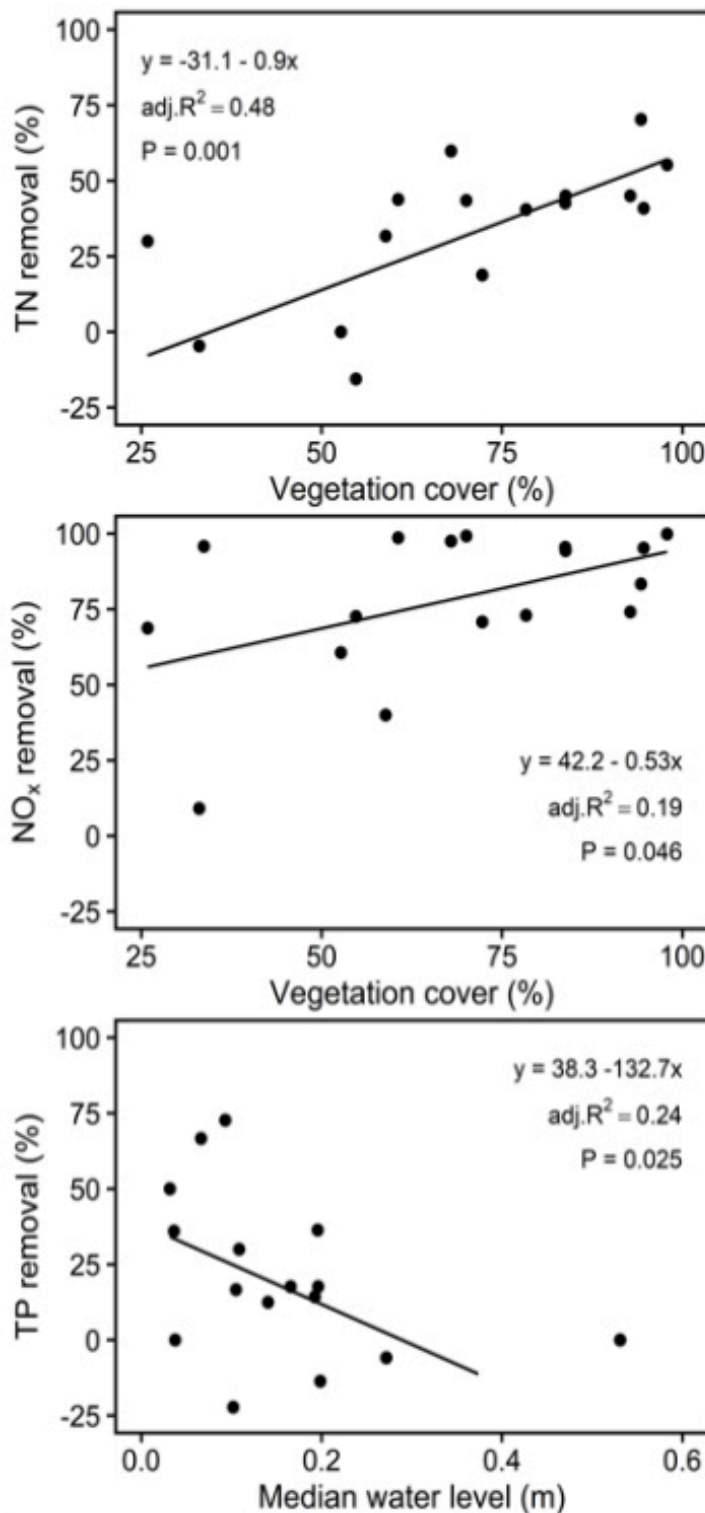 100
75
50
25
0
-25
TN removal (%)
y = -31.1 - 0.9x
adj.R² = 0.48
P = 0.001
25 50 75 100
Vegetation cover (%)
100
75
50
25
0
-25
NOₓ removal (%)
y = 42.2 - 0.53x
adj.R² = 0.19
P = 0.046
25 50 75 100
Vegetation cover (%)
100
75
50
25
0
-25
TP removal (%)
y = 38.3 -132.7x
adj.R² = 0.24
P = 0.025
0.0 0.2 0.4 0.6
Median water level (m)